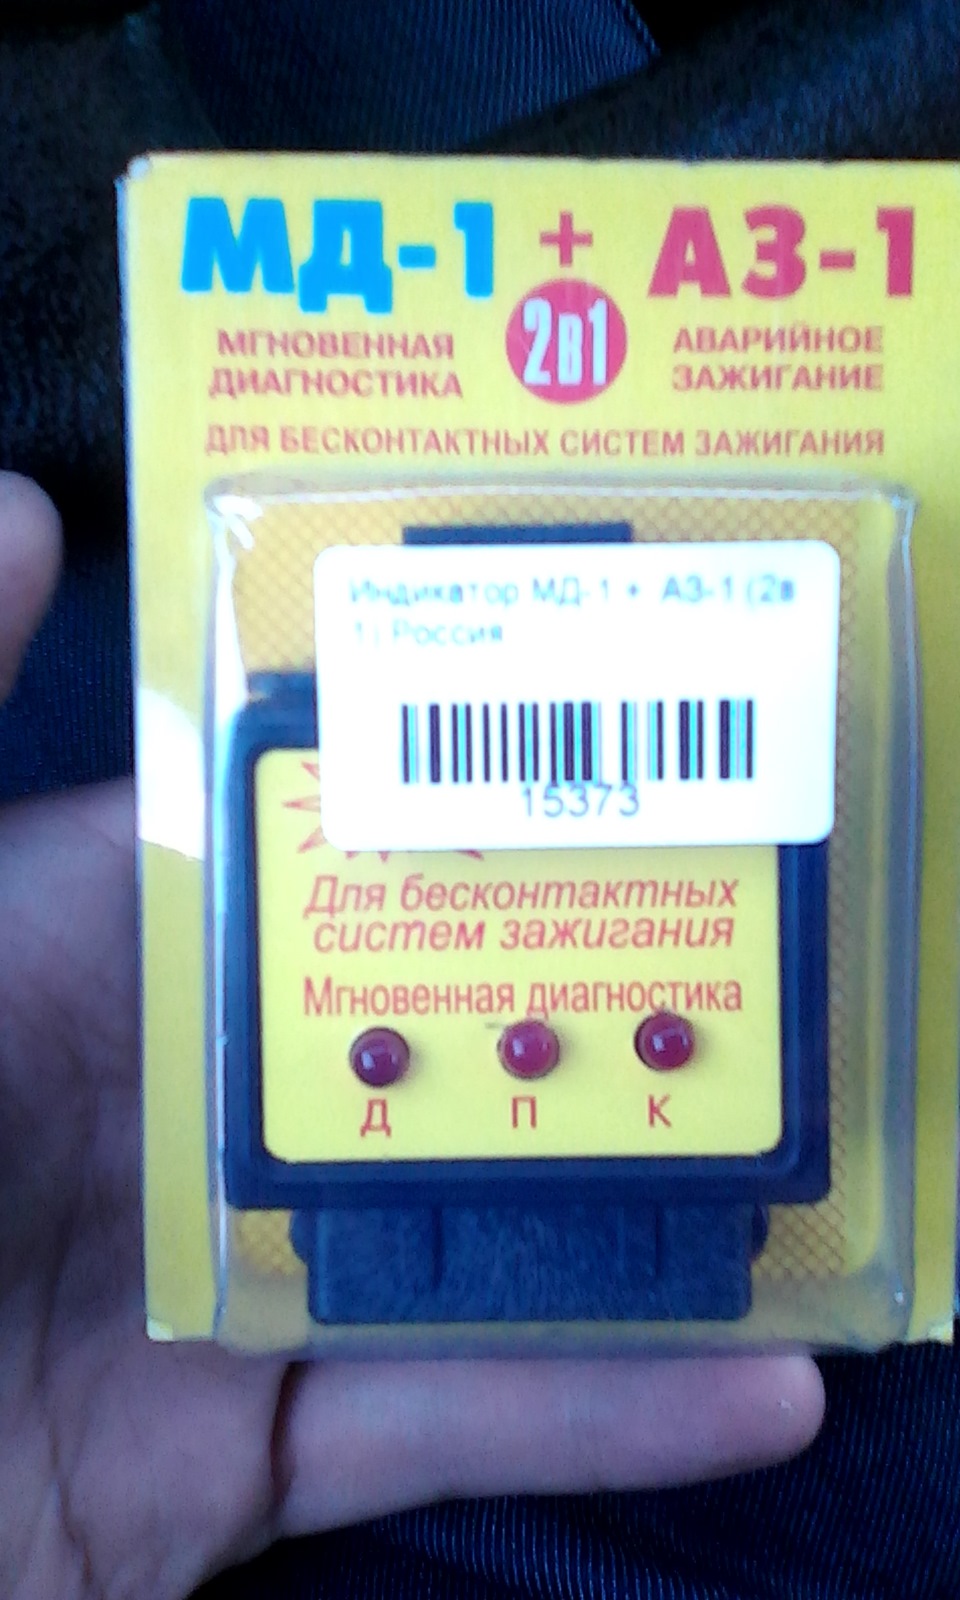 МД-1 + АЗ-1
2в1
МГНОВЕННАЯ
ДИАГНОСТИКА
АВАРИЙНОЕ
ЗАЖИГАНИЕ
ДЛЯ БЕСКОНТАКТНЫХ СИСТЕМ ЗАЖИГАНИЯ
Индикатор МД-1 + АЗ-1 (2в
1) Россия
15373
Для бесконтактных
систем зажигания
Мгновенная диагностика
Д П К